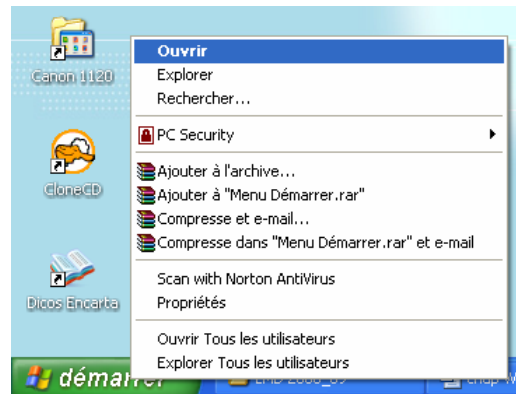 Canon 1120
CloneCD
Dicos Encarta
Ouvrir
Explorer
Rechercher...
PC Security
Ajouter à l'archive...
Ajouter à "Menu Démarrer.rar"
Compresse et e-mail...
Compresse dans "Menu Démarrer.rar" et e-mail
Scan with Norton AntiVirus
Propriétés
Ouvrir Tous les utilisateurs
Explorer Tous les utilisateurs
démarrer